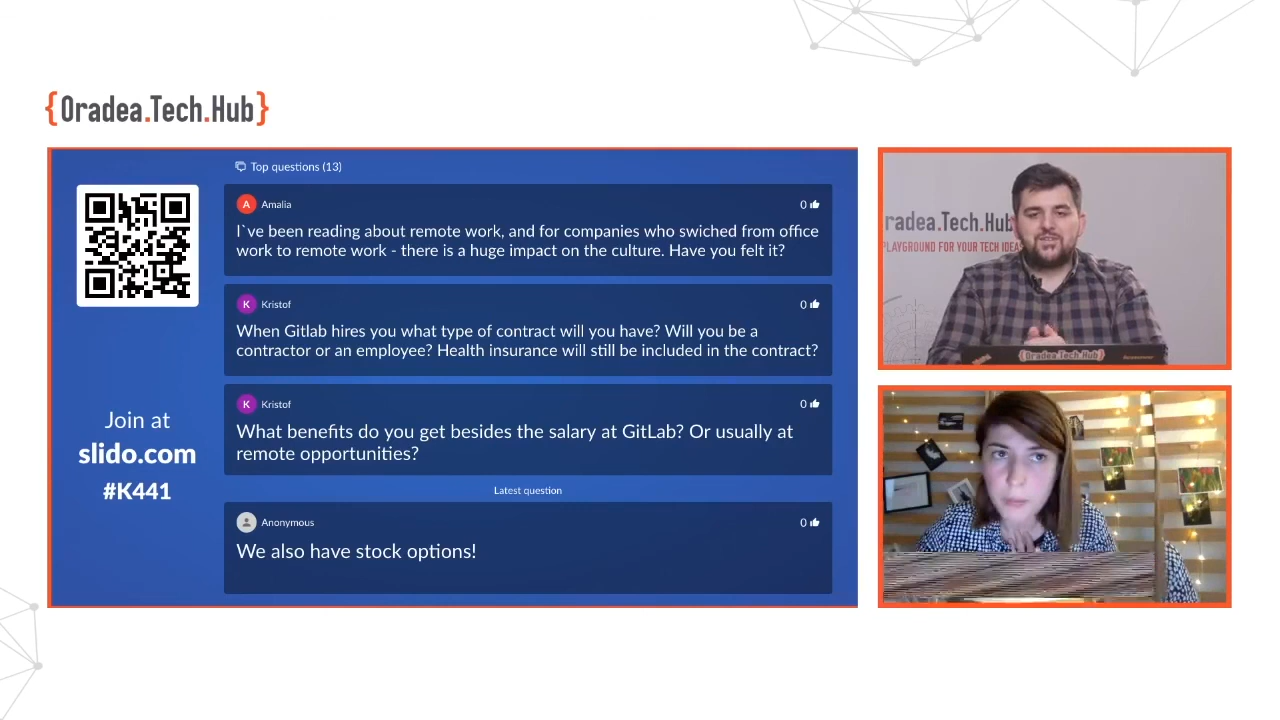 {Oradea.Tech.Hub}
Top questions (13)
A Amalia 0
I`ve been reading about remote work, and for companies who swiched from office
work to remote work - there is a huge impact on the culture. Have you felt it?
K Kristof 0
When Gitlab hires you what type of contract will you have? Will you be a
contractor or an employee? Health insurance will still be included in the contract?
K Kristof 0
What benefits do you get besides the salary at GitLab? Or usually at
remote opportunities?
Latest question
Anonymous 0
We also have stock options!
Join at
slido.com
#K441
radea.Tech.Hub
PLAYGROUND FOR YOUR TECH IDEAS
{Oradea.Tech.Hub}